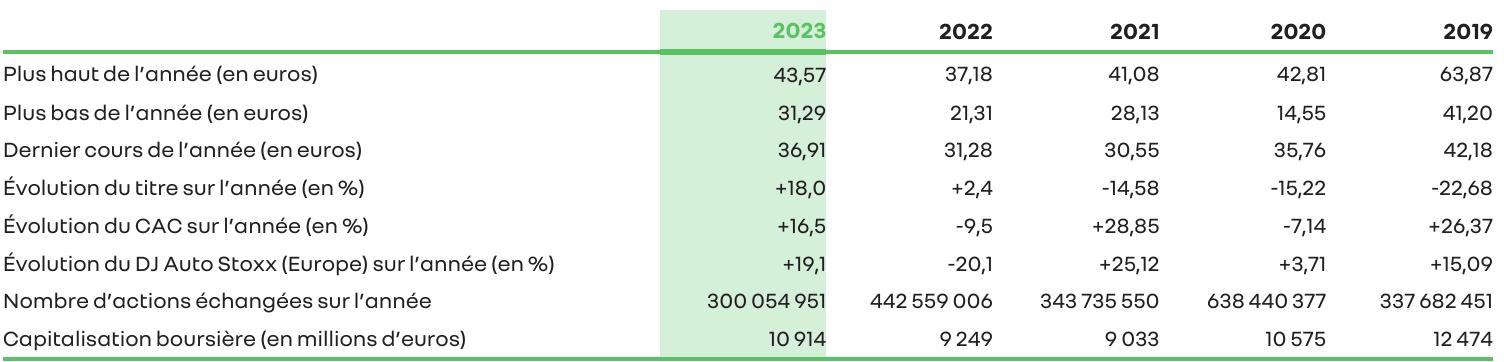 2023 2022 2021 2020 2019
Plus haut de l’année (en euros) 43,57 37,18 41,08 42,81 63,87
Plus bas de l’année (en euros) 31,29 21,31 28,13 14,55 41,20
Dernier cours de l’année (en euros) 36,91 31,28 30,55 35,76 42,18
Évolution du titre sur l’année (en %) +18,0 +2,4 -14,58 -15,22 -22,68
Évolution du CAC sur l’année (en %) +16,5 -9,5 +28,85 -7,14 +26,37
Évolution du DJ Auto Stoxx (Europe) sur l’année (en %) +19,1 -20,1 +25,12 +3,71 +15,09
Nombre d’actions échangées sur l’année 300 054 951 442 559 006 343 735 550 638 440 377 337 682 451
Capitalisation boursière (en millions d’euros) 10 914 9 249 9 033 10 575 12 474